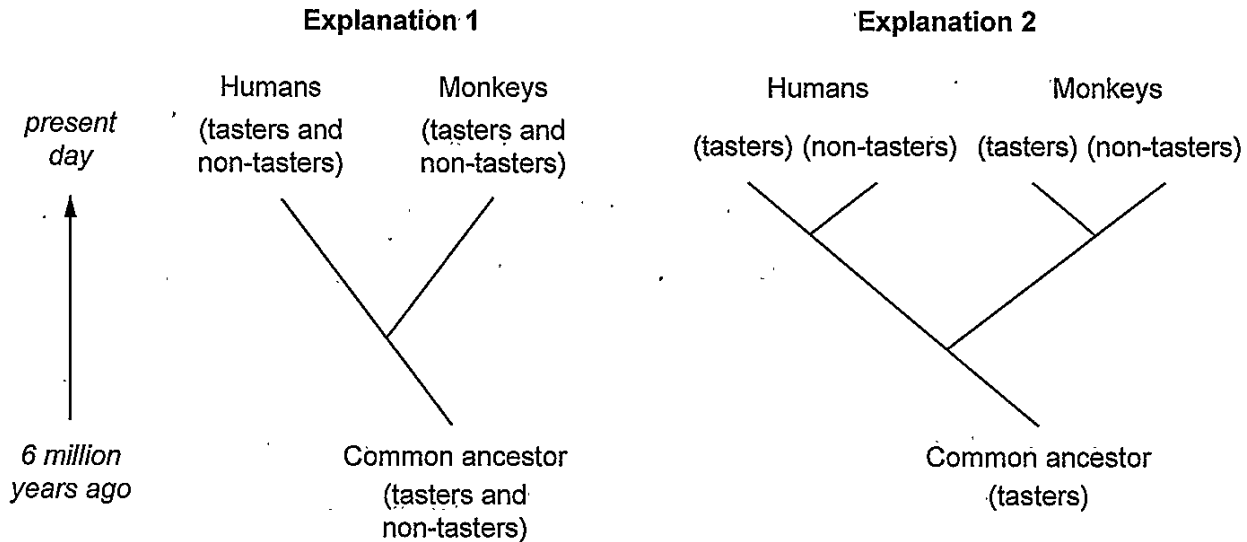 Explanation 1
Humans
(tasters and
non-tasters)
Monkeys
(tasters and
non-tasters)
present
day
6 million
years ago
Common ancestor
(tasters and
non-tasters)
Explanation 2
Humans
Monkeys
(tasters) (non-tasters) (tasters) (non-tasters)
Common ancestor
(tasters)